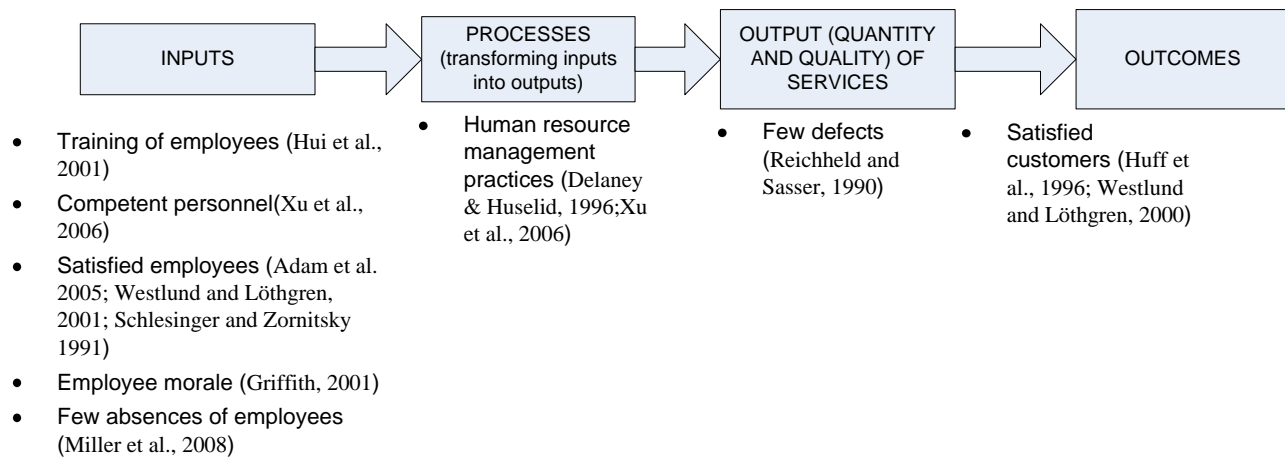 INPUTS
PROCESSES
(transforming inputs
into outputs)
OUTPUT (QUANTITY
AND QUALITY) OF
SERVICES
OUTCOMES
• Training of employees (Hui et al.,
2001)
• Competent personnel(Xu et al.,
2006)
• Satisfied employees (Adam et al.
2005; Westlund and Löthgren,
2001; Schlesinger and Zornitsky
1991)
• Employee morale (Griffith, 2001)
• Few absences of employees
(Miller et al., 2008)
• Human resource
management
practices (Delaney
& Huselid, 1996;Xu
et al., 2006)
• Few defects
(Reichheld and
Sasser, 1990)
• Satisfied
customers (Huff et
al., 1996; Westlund
and Löthgren, 2000)